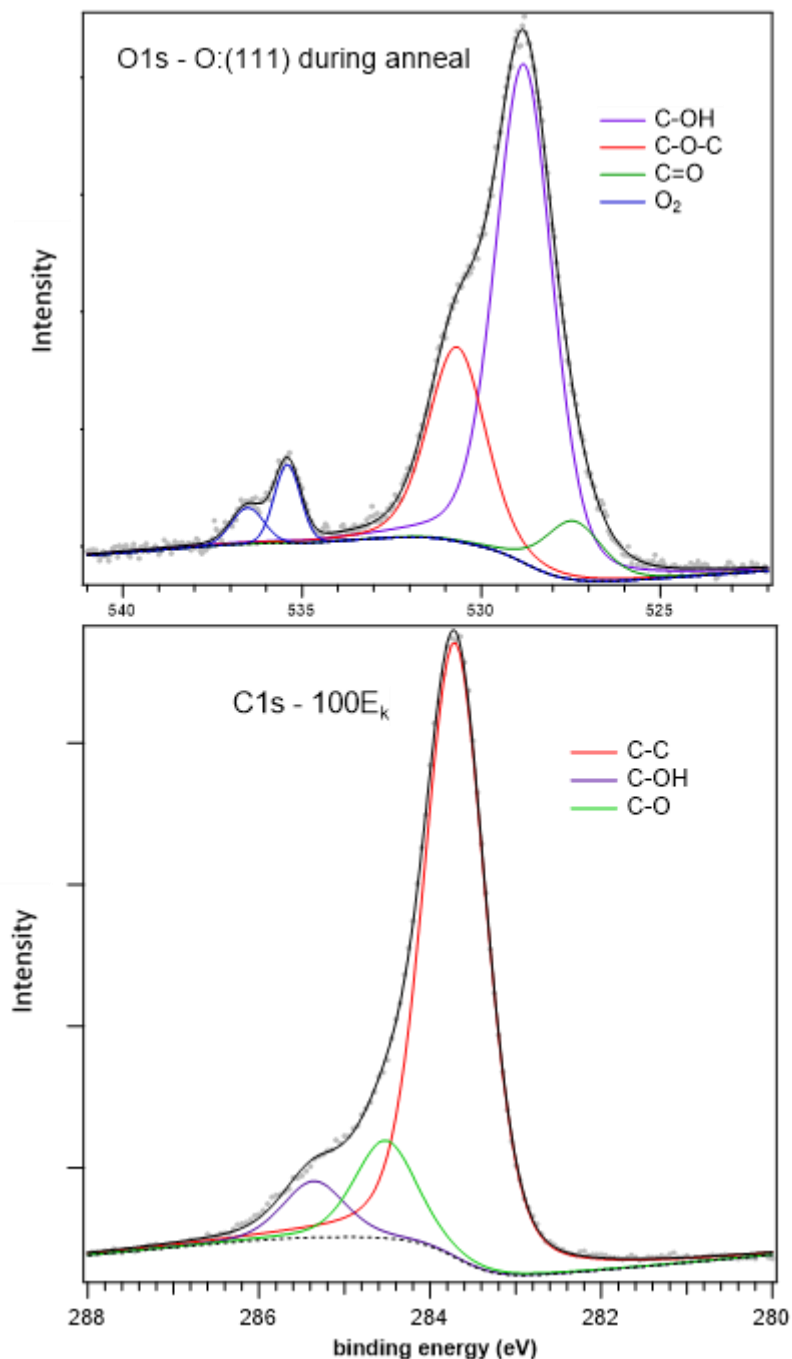 O1s - O:(111) during anneal
C-OH
C-O-C
C=O
O₂
Intensity
540 535 530 525
C1s - 100Eₖ
C-C
C-OH
C-O
Intensity
288 286 284 282 280
binding energy (eV)